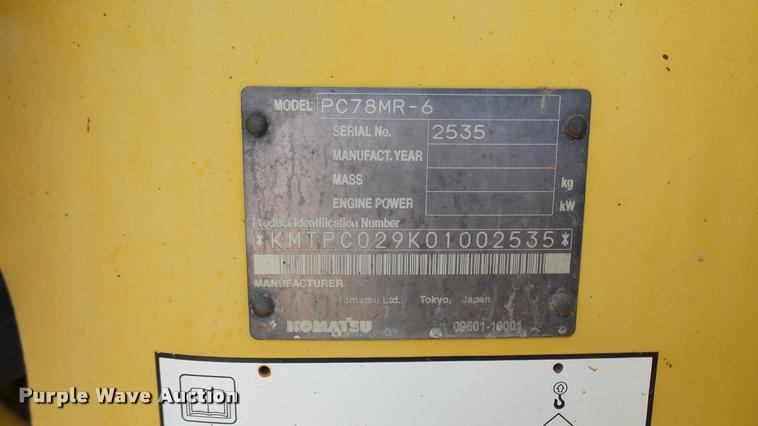 MODEL PC78MR-6
SERIAL No. 2535
MANUFACT. YEAR
MASS kg
ENGINE POWER kW
Product Identification Number
*KMTPC029K01002535*
MANUFACTURER
Komatsu Ltd., Tokyo, Japan
KOMATSU 09601-10001
Purple Wave Auction